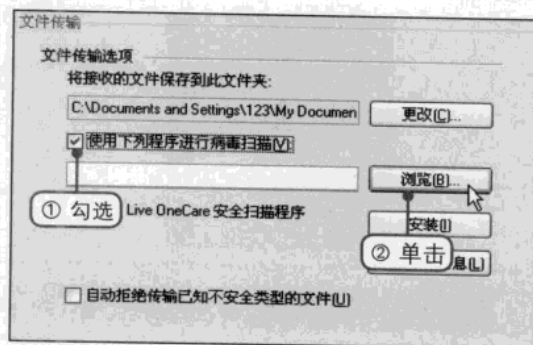 文件传输
文件传输选项
将接收的文件保存到此文件夹:
C:\Documents and Settings\123\My Documen
更改(C)...
使用下列程序进行病毒扫描(V):
浏览(B)...
① 勾选
Live OneCare 安全扫描程序
安装(I)
② 单击
息(L)
自动拒绝传输已知不安全类型的文件(U)